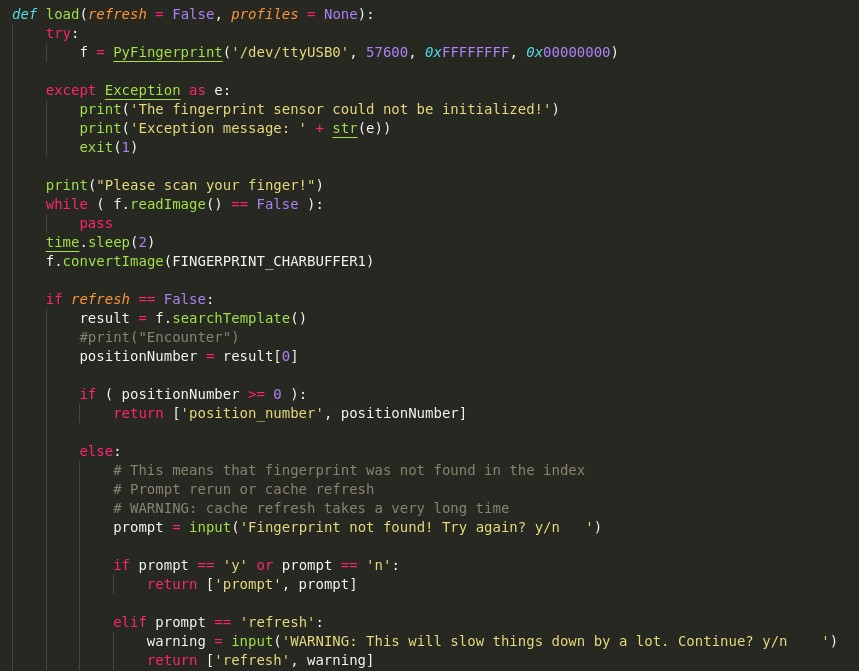 def load(refresh = False, profiles = None):
    try:
        f = PyFingerprint('/dev/ttyUSB0', 57600, 0xFFFFFFFF, 0x00000000)

    except Exception as e:
        print('The fingerprint sensor could not be initialized!')
        print('Exception message: ' + str(e))
        exit(1)

    print("Please scan your finger!")
    while ( f.readImage() == False ):
        pass
    time.sleep(2)
    f.convertImage(FINGERPRINT_CHARBUFFER1)

    if refresh == False:
        result = f.searchTemplate()
        #print("Encounter")
        positionNumber = result[0]

        if ( positionNumber >= 0 ):
            return ['position_number', positionNumber]

        else:
            # This means that fingerprint was not found in the index
            # Prompt rerun or cache refresh
            # WARNING: cache refresh takes a very long time
            prompt = input('Fingerprint not found! Try again? y/n   ')

            if prompt == 'y' or prompt == 'n':
                return ['prompt', prompt]

            elif prompt == 'refresh':
                warning = input('WARNING: This will slow things down by a lot. Continue? y/n    ')
                return ['refresh', warning]